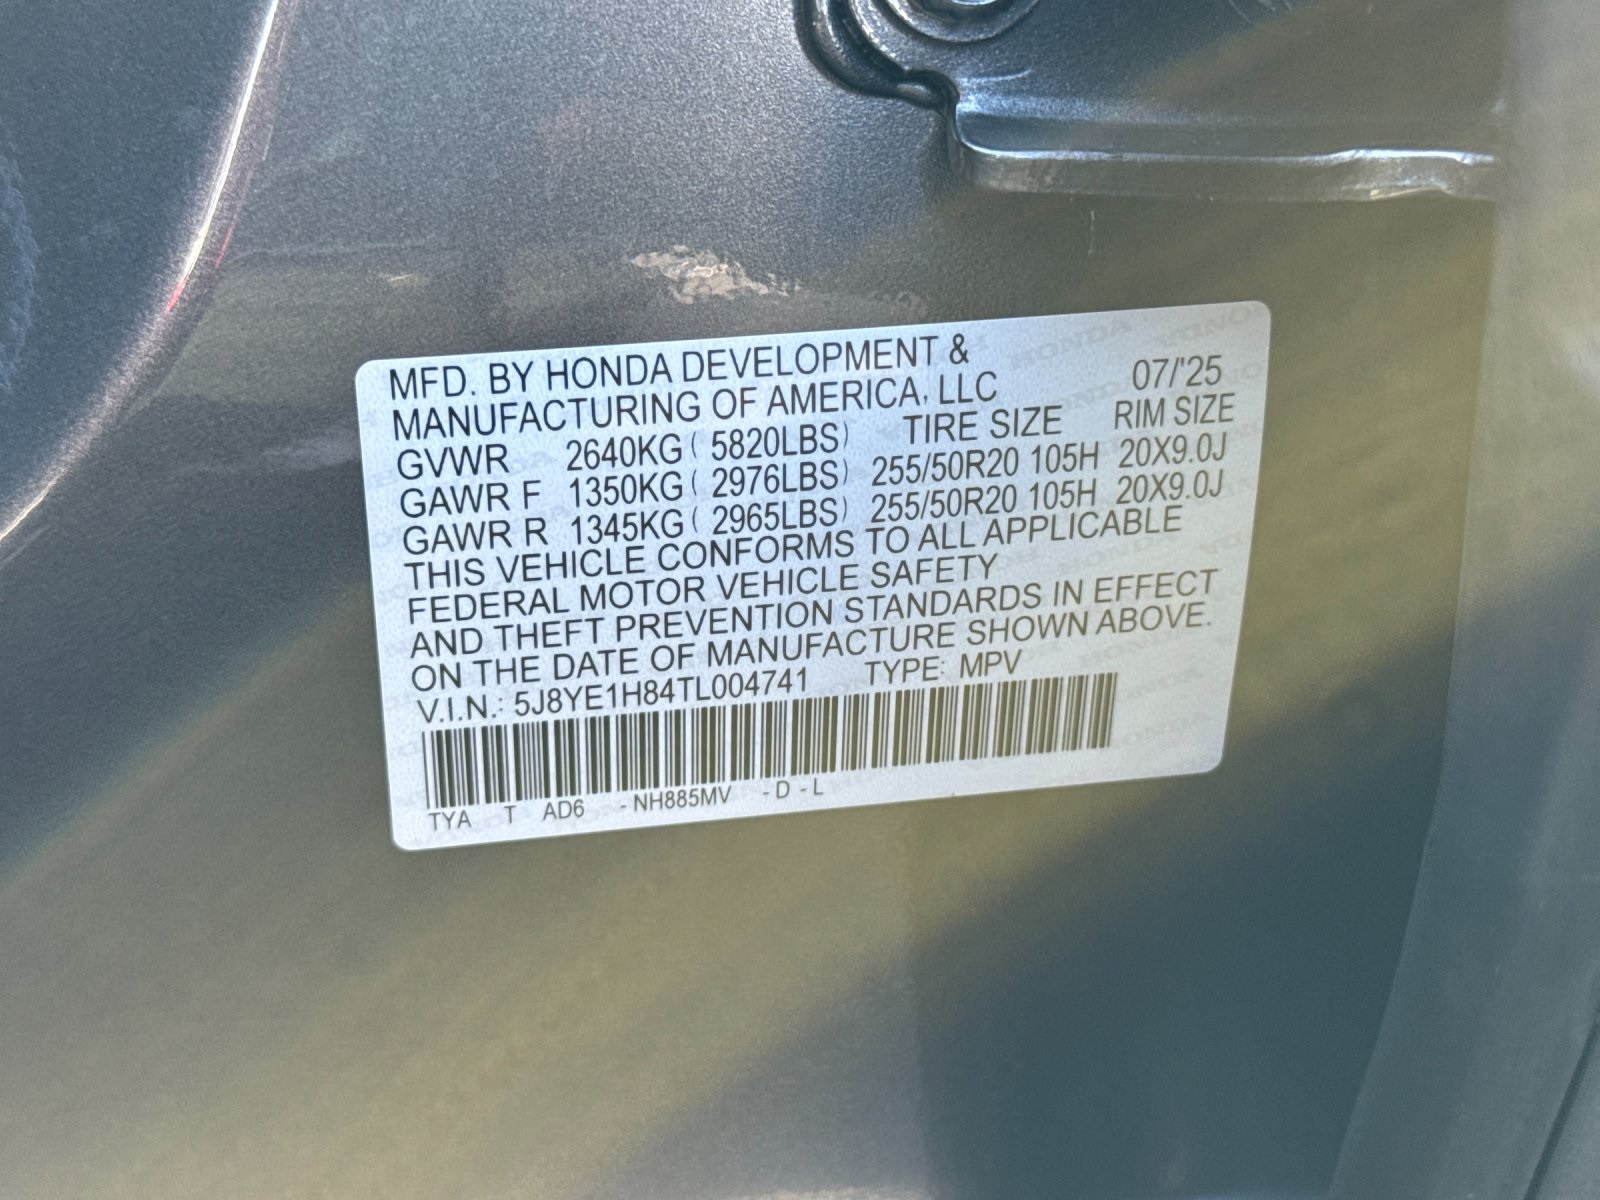 MFD. BY HONDA DEVELOPMENT &
MANUFACTURING OF AMERICA, LLC 07/'25
GVWR 2640KG ( 5820LBS) TIRE SIZE RIM SIZE
GAWR F 1350KG ( 2976LBS) 255/50R20 105H 20X9.0J
GAWR R 1345KG ( 2965LBS) 255/50R20 105H 20X9.0J
THIS VEHICLE CONFORMS TO ALL APPLICABLE
FEDERAL MOTOR VEHICLE SAFETY
AND THEFT PREVENTION STANDARDS IN EFFECT
ON THE DATE OF MANUFACTURE SHOWN ABOVE.
V.I.N.: 5J8YE1H84TL004741 TYPE: MPV
TYA T AD6 -NH885MV -D -L